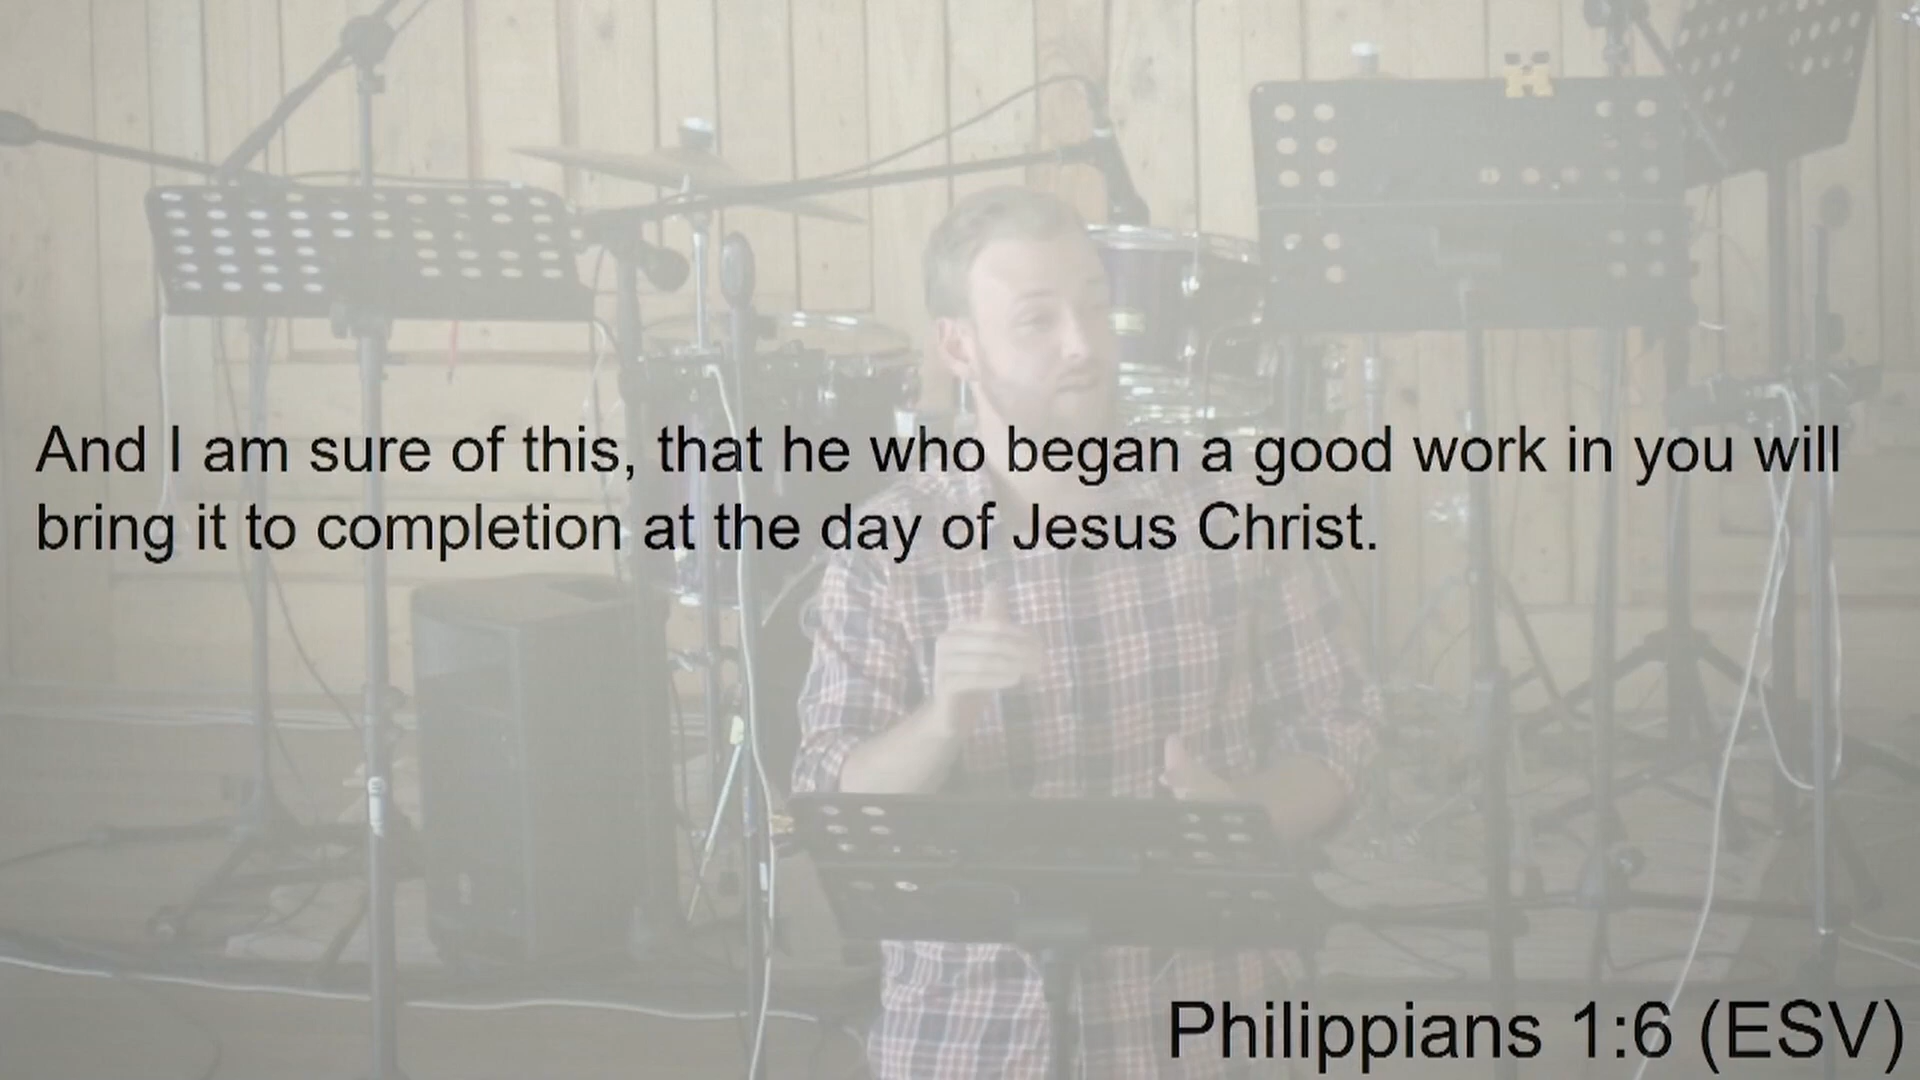 And I am sure of this, that he who began a good work in you will
bring it to completion at the day of Jesus Christ.
Philippians 1:6 (ESV)